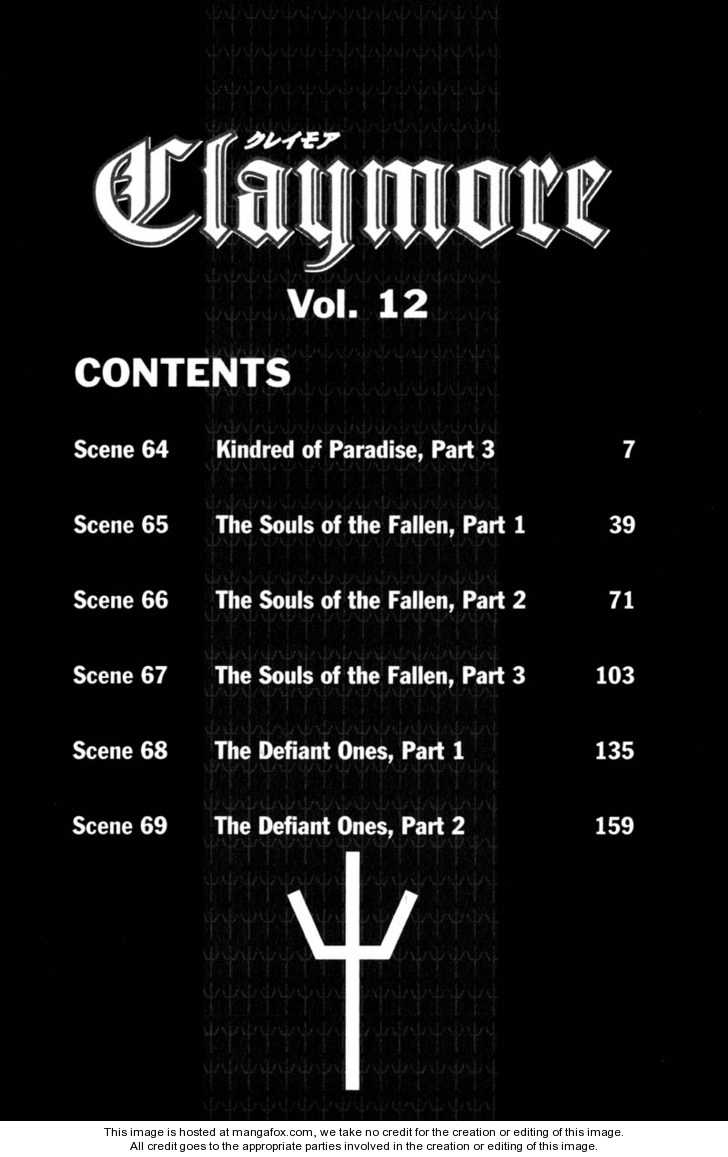 クレイモア
Claymore
Vol. 12
CONTENTS
Scene 64 Kindred of Paradise, Part 3 7
Scene 65 The Souls of the Fallen, Part 1 39
Scene 66 The Souls of the Fallen, Part 2 71
Scene 67 The Souls of the Fallen, Part 3 103
Scene 68 The Defiant Ones, Part 1 135
Scene 69 The Defiant Ones, Part 2 159
This image is hosted at mangafox.com, we take no credit for the creation or editing of this image.
All credit goes to the appropriate parties involved in the creation or editing of this image.